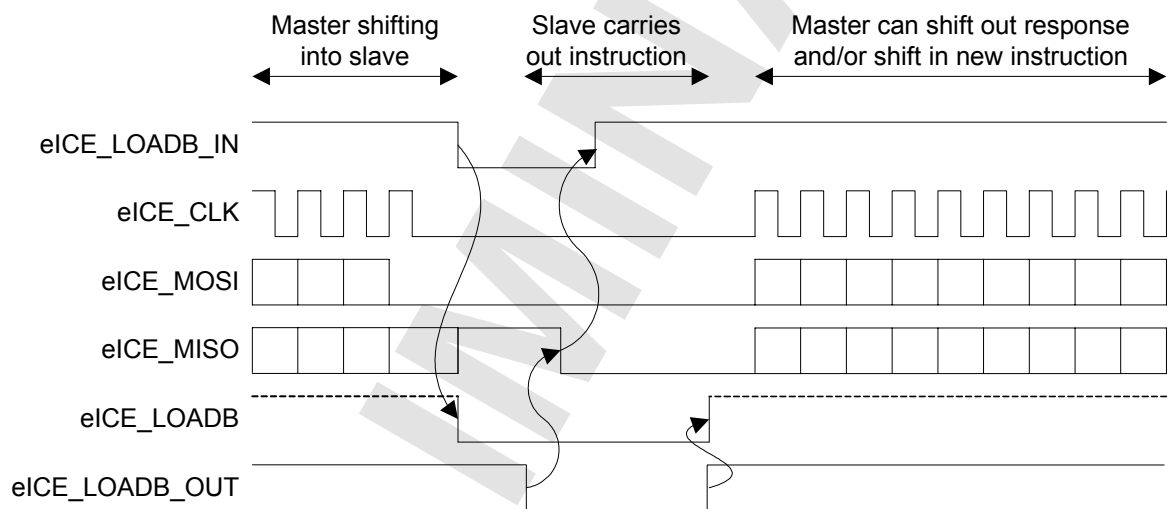 Master shifting
into slave
Slave carries
out instruction
Master can shift out response
and/or shift in new instruction
eICE_LOADB_IN
eICE_CLK
eICE_MOSI
eICE_MISO
eICE_LOADB
eICE_LOADB_OUT